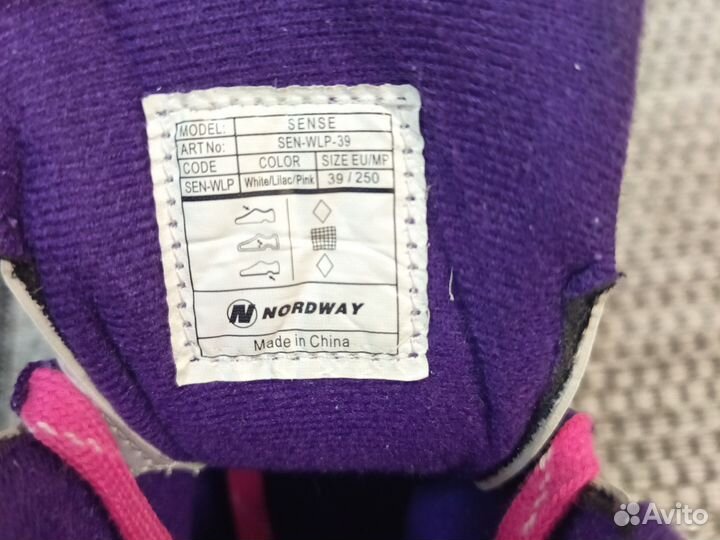 MODEL: SENSE
ART No: SEN-WLP-39
CODE COLOR SIZE EU/MP
SEN-WLP White/Lilac/Pink 39 / 250
N NORDWAY
Made in China
Avito